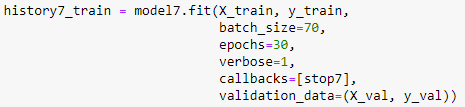 history7_train = model7.fit(X_train, y_train,
batch_size=70,
epochs=30,
verbose=1,
callbacks=[stop7],
validation_data=(X_val, y_val))